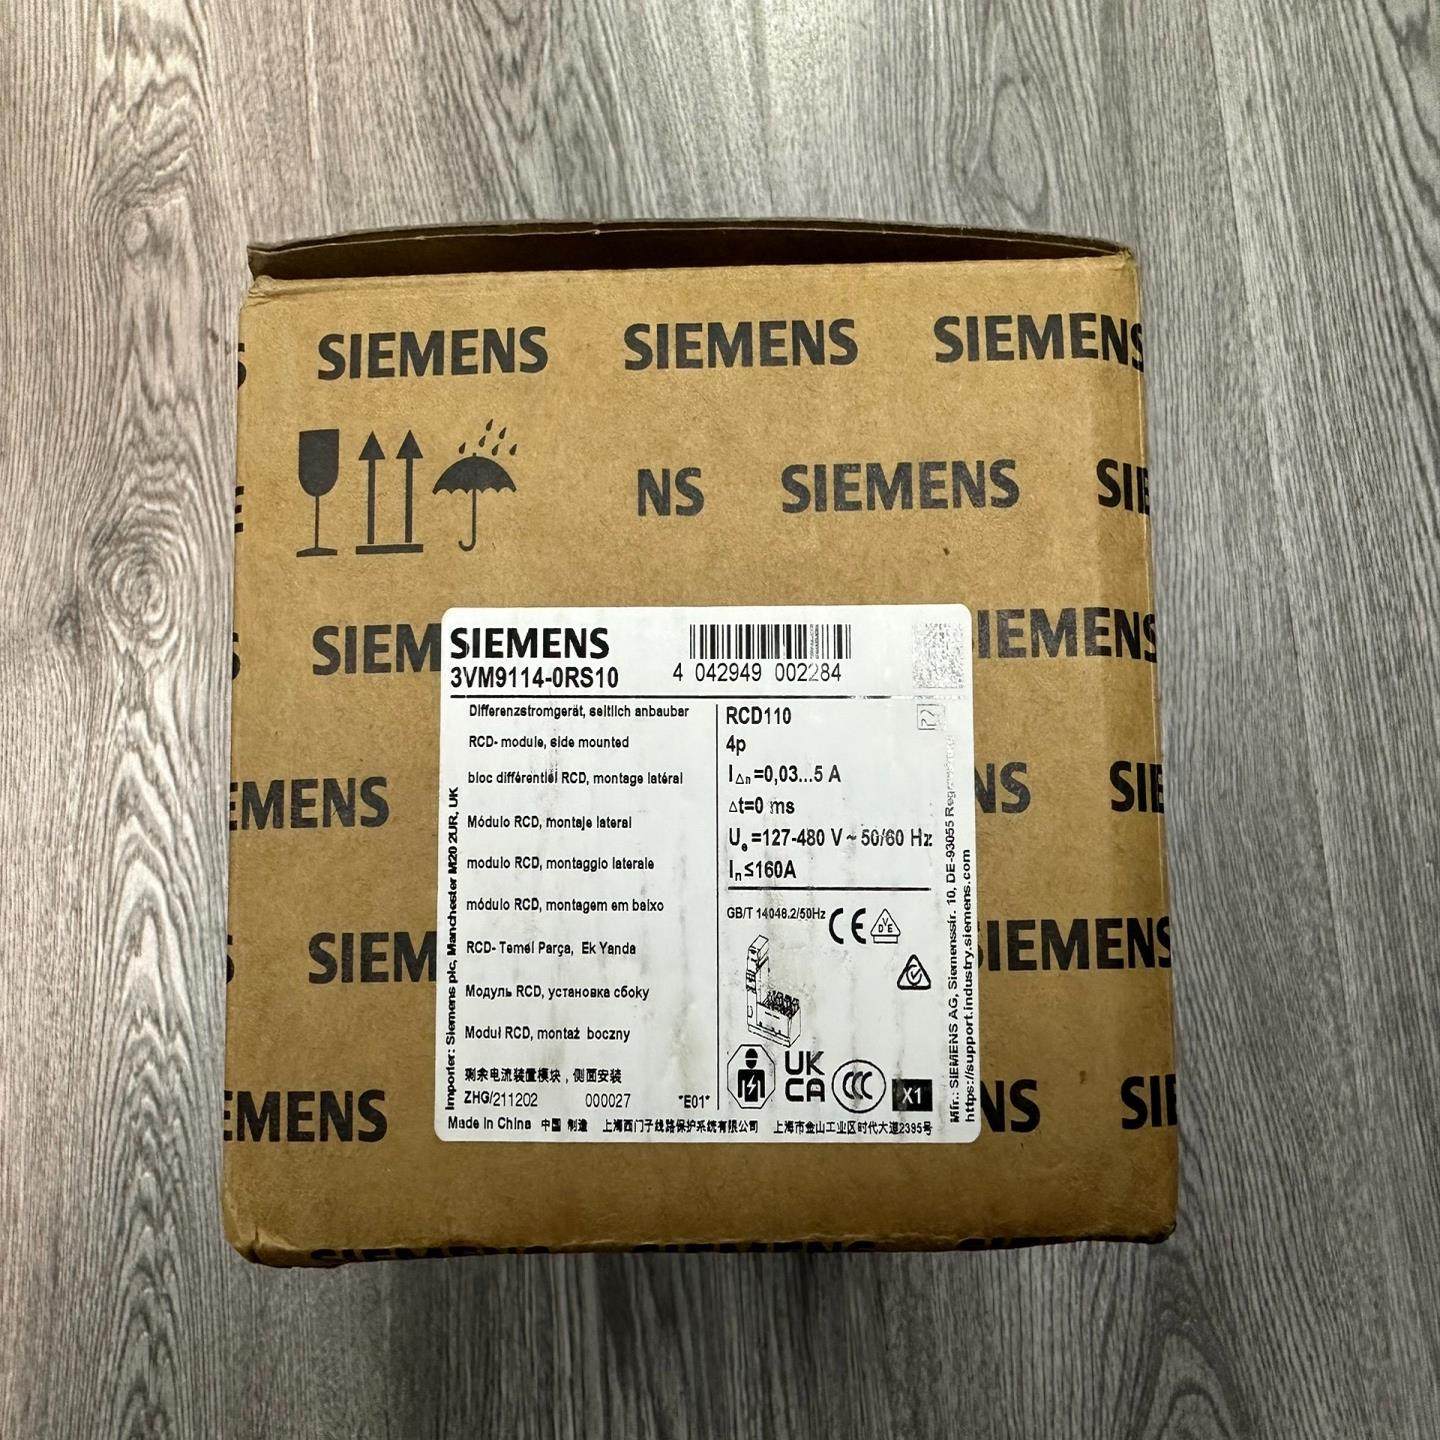 S SIEMENS SIEMENS SIEMENS
E NS SIEMENS SIE
S SIEM IEMENS
SIEMENS
3VM9114-0RS10
4 042949 002284
Differenzstromgerät, seitlich anbaubar
RCD- module, side mounted
bloc différentiel RCD, montage latéral
Módulo RCD, montaje lateral
modulo RCD, montaggio laterale
módulo RCD, montagem em baixo
RCD- Temel Parça, Ek Yanda
Модуль RCD, установка сбоку
Moduł RCD, montaż boczny
剩余电流装置模块，侧面安装
ZHG/211202 000027 *E01*
Made in China 中国 制造 上海西门子线路保护系统有限公司 上海市金山工业区时代大道2395号
RCD110
4p
I∆n=0,03...5 A
∆t=0 ms
Ue=127-480 V~ 50/60 Hz
In≤160A
GB/T 14048.2/50Hz CE VDE
UK
CA
CCC
X1
Importer: Siemens plc, Manchester M20 2UR, UK
Mfr.: SIEMENS AG, Siemensstr. 10, DE-93055
https://support.industry.siemens.com
EMENS NS SIE
S SIEM SIEMENS
EMENS NS SIE
SIEMENS SIEMENS